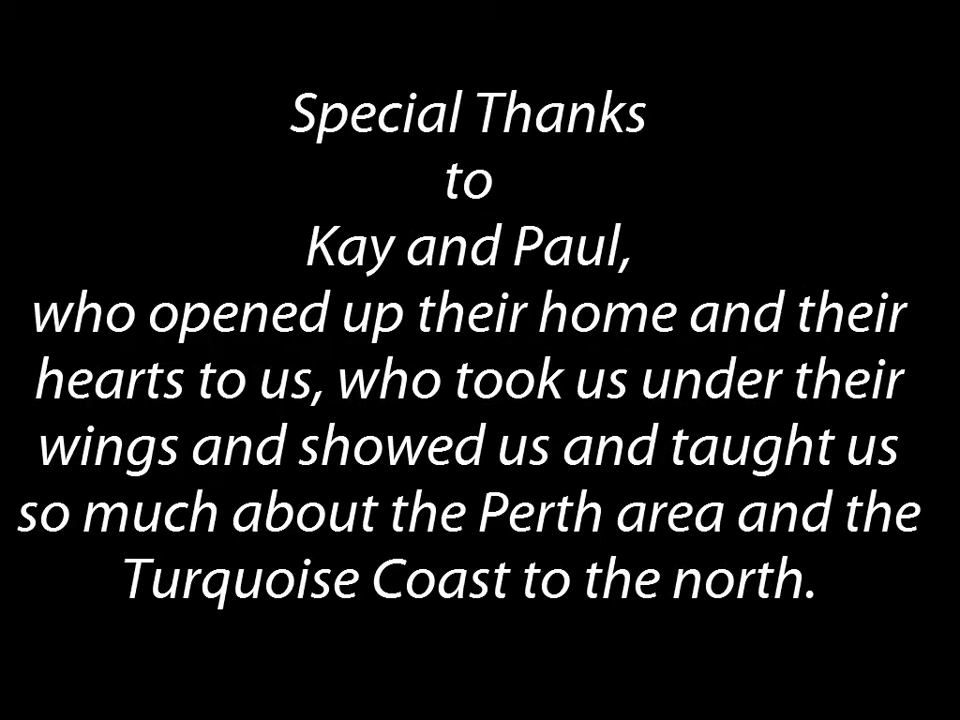 Special Thanks
to
Kay and Paul,
who opened up their home and their
hearts to us, who took us under their
wings and showed us and taught us
so much about the Perth area and the
Turquoise Coast to the north.